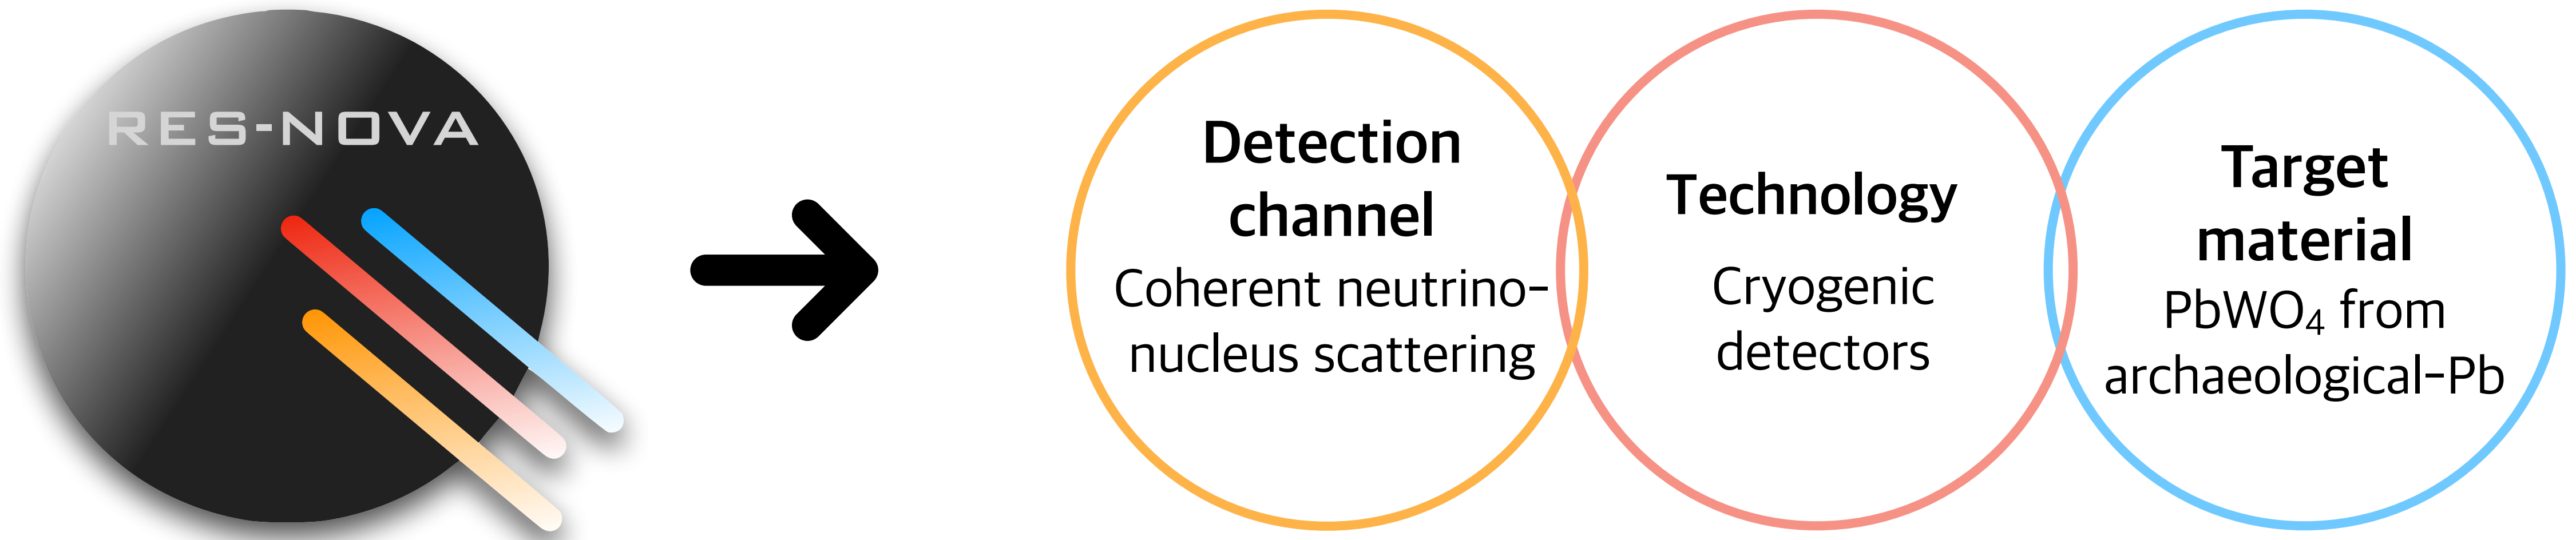 RES-NOVA
Detection
channel
Coherent neutrino-
nucleus scattering
Technology
Cryogenic
detectors
Target
material
PbWO₄ from
archaeological-Pb